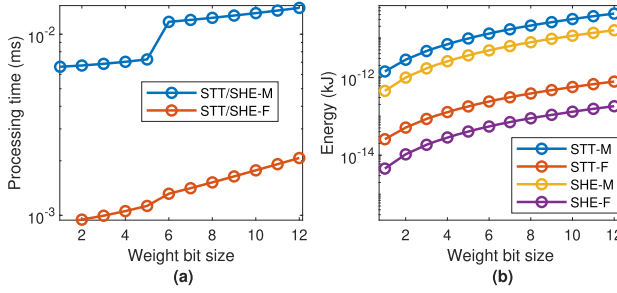 10^-2
10^-3
Processing time (ms)
STT/SHE-M
STT/SHE-F
2 4 6 8 10 12
Weight bit size
(a)
10^-12
10^-14
Energy (kJ)
STT-M
STT-F
SHE-M
SHE-F
2 4 6 8 10 12
Weight bit size
(b)